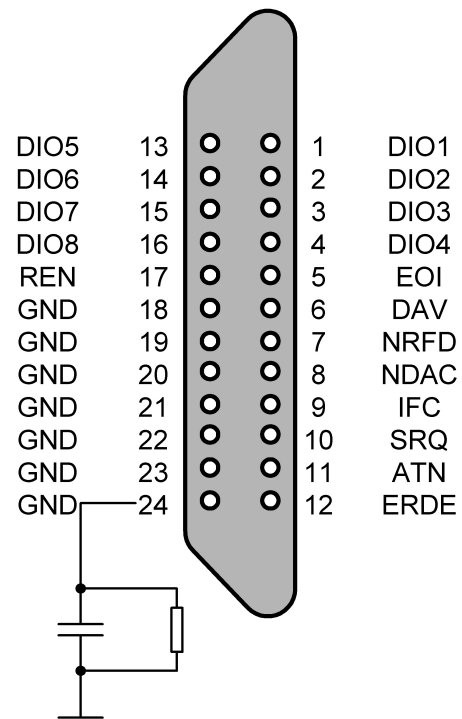 DIO5 13 1 DIO1
DIO6 14 2 DIO2
DIO7 15 3 DIO3
DIO8 16 4 DIO4
REN 17 5 EOI
GND 18 6 DAV
GND 19 7 NRFD
GND 20 8 NDAC
GND 21 9 IFC
GND 22 10 SRQ
GND 23 11 ATN
GND 24 12 ERDE